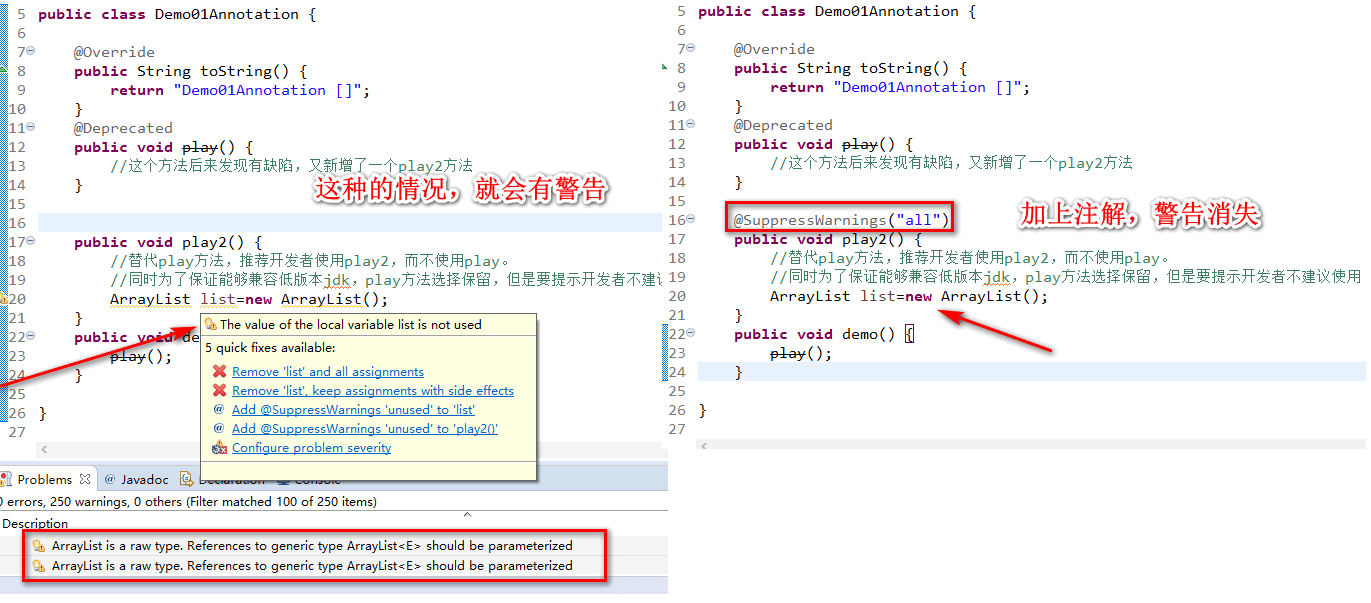 5 public class Demo01Annotation {
6
7 @Override
8 public String toString() {
9 return "Demo01Annotation []";
10 }
11 @Deprecated
12 public void play() {
13 //这个方法后来发现有缺陷，又新增了一个play2方法
14 }
这种的情况，就会有警告
15
16
17 public void play2() {
18 //替代play方法，推荐开发者使用play2，而不使用play。
19 //同时为了保证能够兼容低版本jdk，play方法选择保留，但是要提示开发者不建议
20 ArrayList list=new ArrayList();
21 }
22 public void de
23 play();
24 }
25
26 }
27
The value of the local variable list is not used
5 quick fixes available:
Remove 'list' and all assignments
Remove 'list', keep assignments with side effects
Add @SuppressWarnings 'unused' to 'list'
Add @SuppressWarnings 'unused' to 'play2()'
Configure problem severity
Problems @ Javadoc Declaration Console
0 errors, 250 warnings, 0 others (Filter matched 100 of 250 items)
Description
ArrayList is a raw type. References to generic type ArrayList<E> should be parameterized
ArrayList is a raw type. References to generic type ArrayList<E> should be parameterized
5 public class Demo01Annotation {
6
7 @Override
8 public String toString() {
9 return "Demo01Annotation []";
10 }
11 @Deprecated
12 public void play() {
13 //这个方法后来发现有缺陷，又新增了一个play2方法
14 }
15
16 @SuppressWarnings("all")
加上注解，警告消失
17 public void play2() {
18 //替代play方法，推荐开发者使用play2，而不使用play。
19 //同时为了保证能够兼容低版本jdk，play方法选择保留，但是要提示开发者不建议使用
20 ArrayList list=new ArrayList();
21 }
22 public void demo() {
23 play();
24 }
25
26 }
27